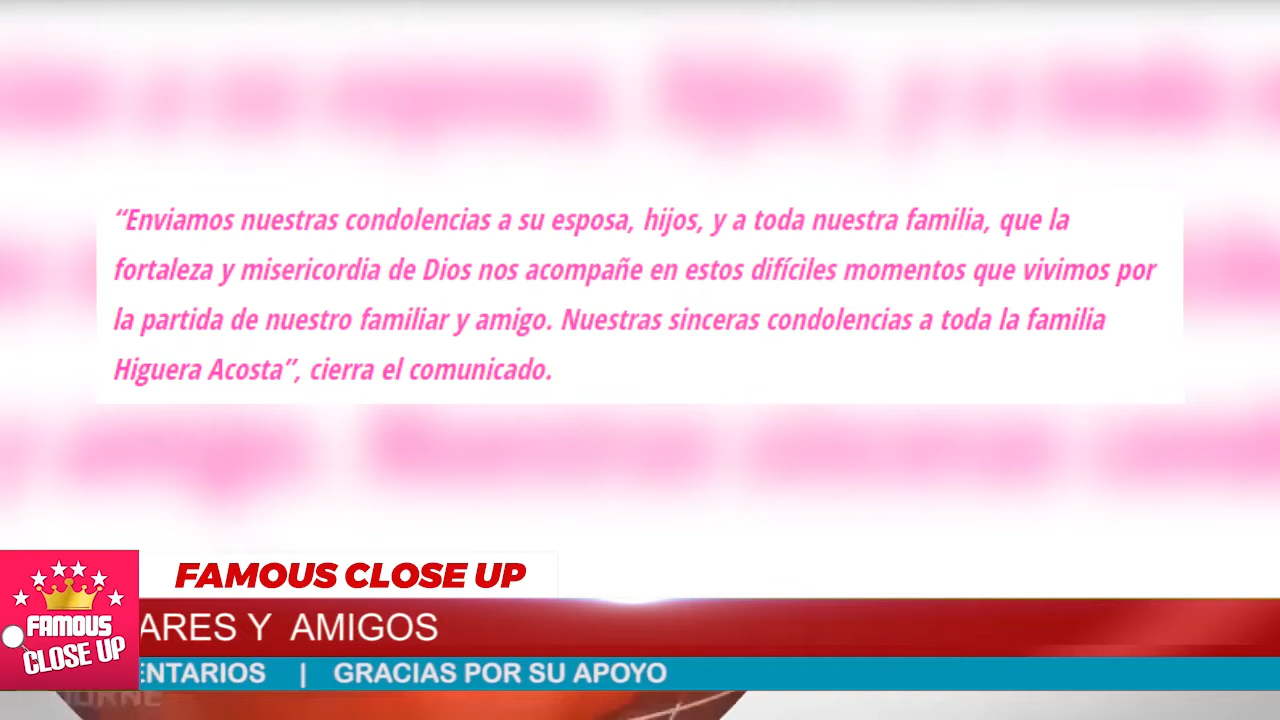 “Enviamos nuestras condolencias a su esposa, hijos, y a toda nuestra familia, que la
fortaleza y misericordia de Dios nos acompañe en estos difíciles momentos que vivimos por
la partida de nuestro familiar y amigo. Nuestras sinceras condolencias a toda la familia
Higuera Acosta”, cierra el comunicado.
FAMOUS CLOSE UP
ARES Y AMIGOS
FAMOUS
CLOSE UP
ENTARIOS | GRACIAS POR SU APOYO